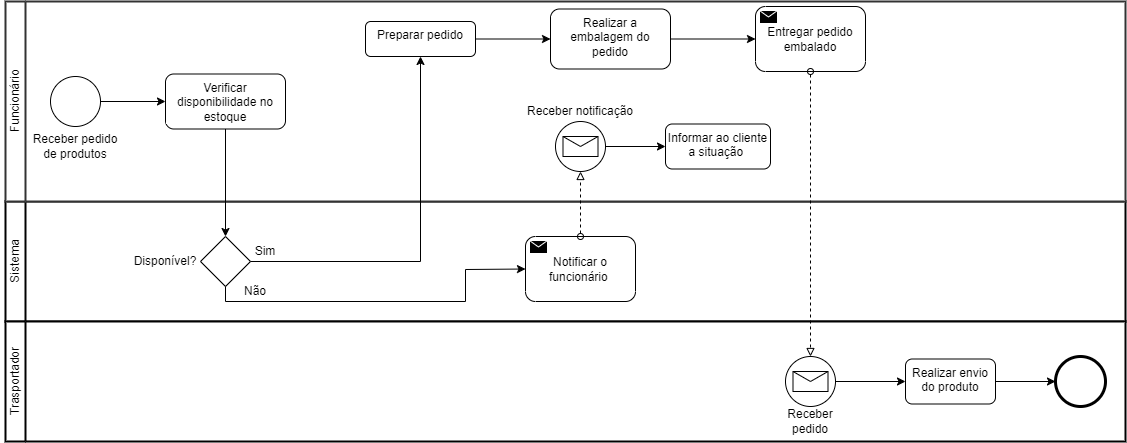 Funcionário
Receber pedido
de produtos
Verificar
disponibilidade no
estoque
Preparar pedido
Realizar a
embalagem do
pedido
Entregar pedido
embalado
Receber notificação
Informar ao cliente
a situação
Sistema
Disponível?
Sim
Não
Notificar o
funcionário
Trasportador
Receber
pedido
Realizar envio
do produto